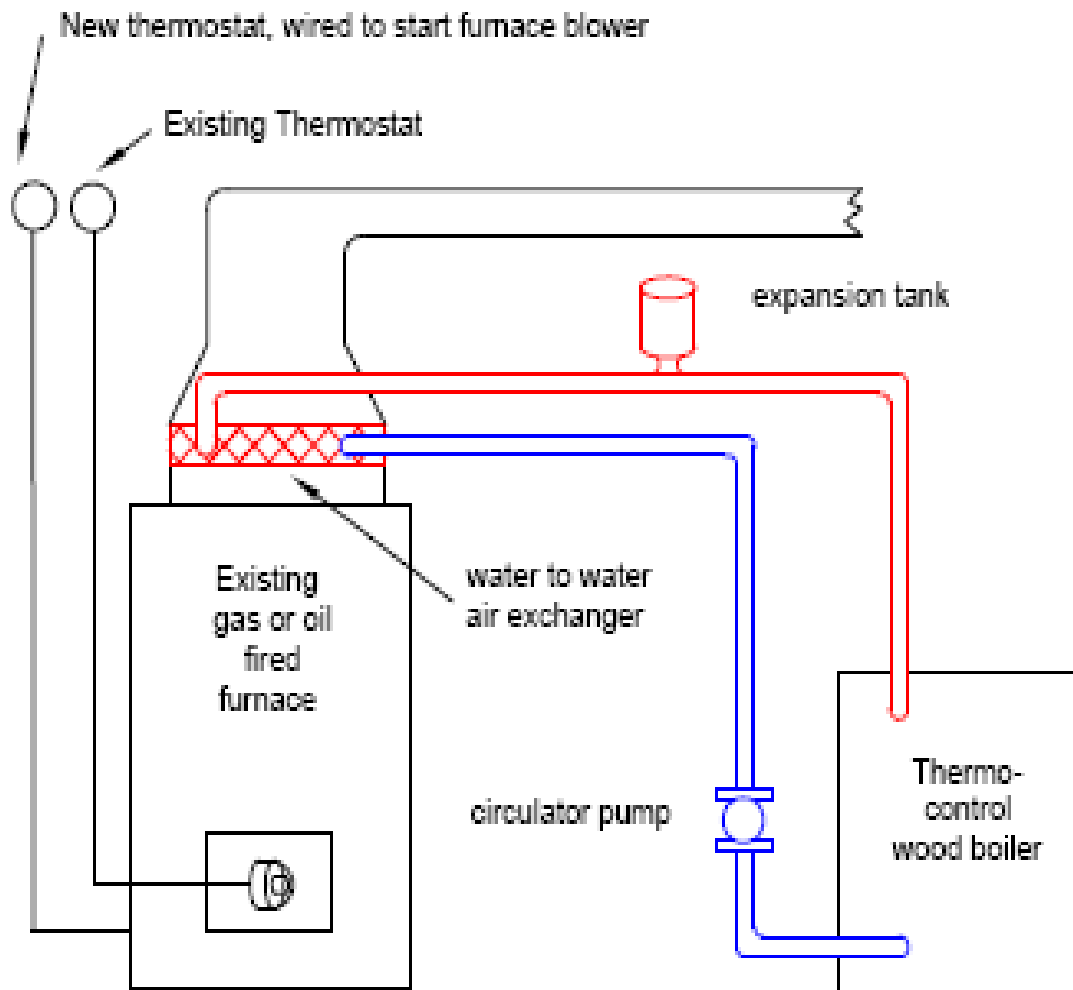 New thermostat, wired to start furnace blower
Existing Thermostat
expansion tank
water to water
air exchanger
Existing
gas or oil
fired
furnace
circulator pump
Thermo-
control
wood boiler